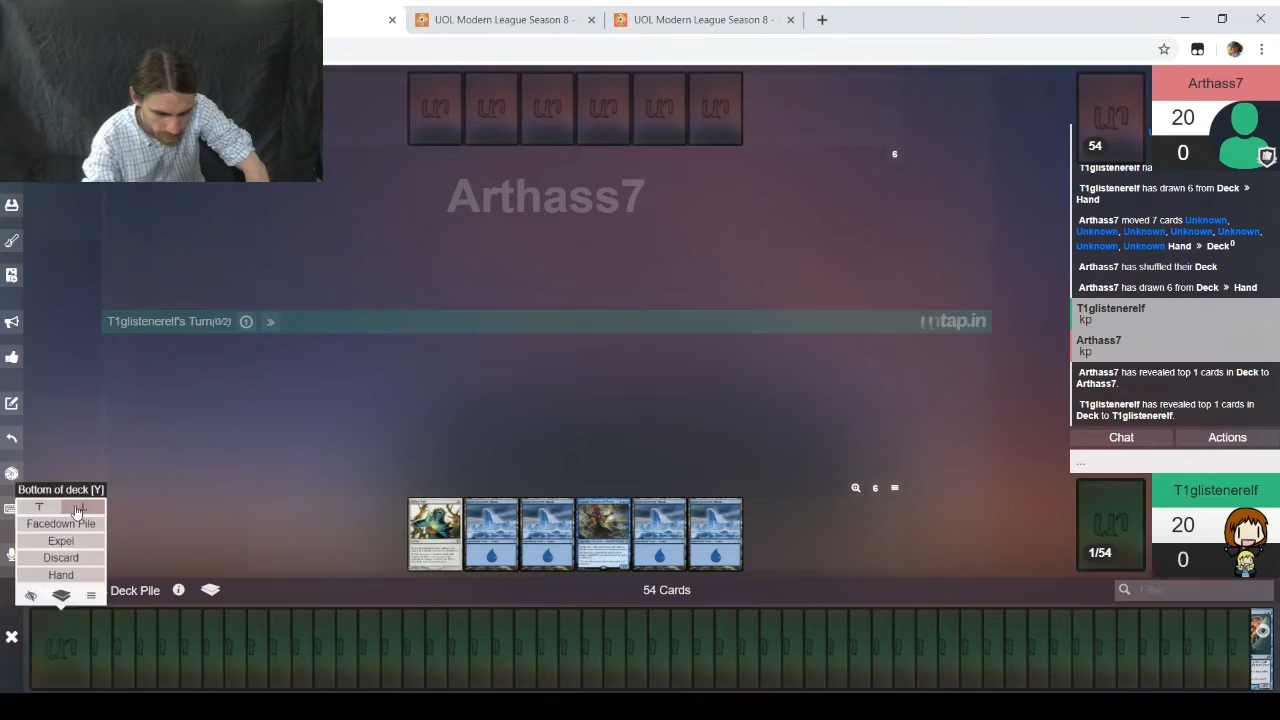 UOL Modern League Season 8 -
UOL Modern League Season 8 -
Arthass7
20
0
54
6
Arthass7
T1glistenerelf ha
T1glistenerelf has drawn 6 from Deck »
Hand
Arthass7 moved 7 cards Unknown,
Unknown, Unknown, Unknown, Unknown,
Unknown, Unknown Hand » Deck0
Arthass7 has shuffled their Deck
Arthass7 has drawn 6 from Deck » Hand
T1glistenerelf
kp
Arthass7
kp
Arthass7 has revealed top 1 cards in Deck to
Arthass7.
T1glistenerelf has revealed top 1 cards in
Deck to T1glistenerelf.
T1glistenerelf's Turn(0/2) 1 »
untap.in
Chat
Actions
...
6
Bottom of deck [Y]
Facedown Pile
Expel
Discard
Hand
T1glistenerelf
20
0
1/54
Deck Pile
54 Cards
Filter